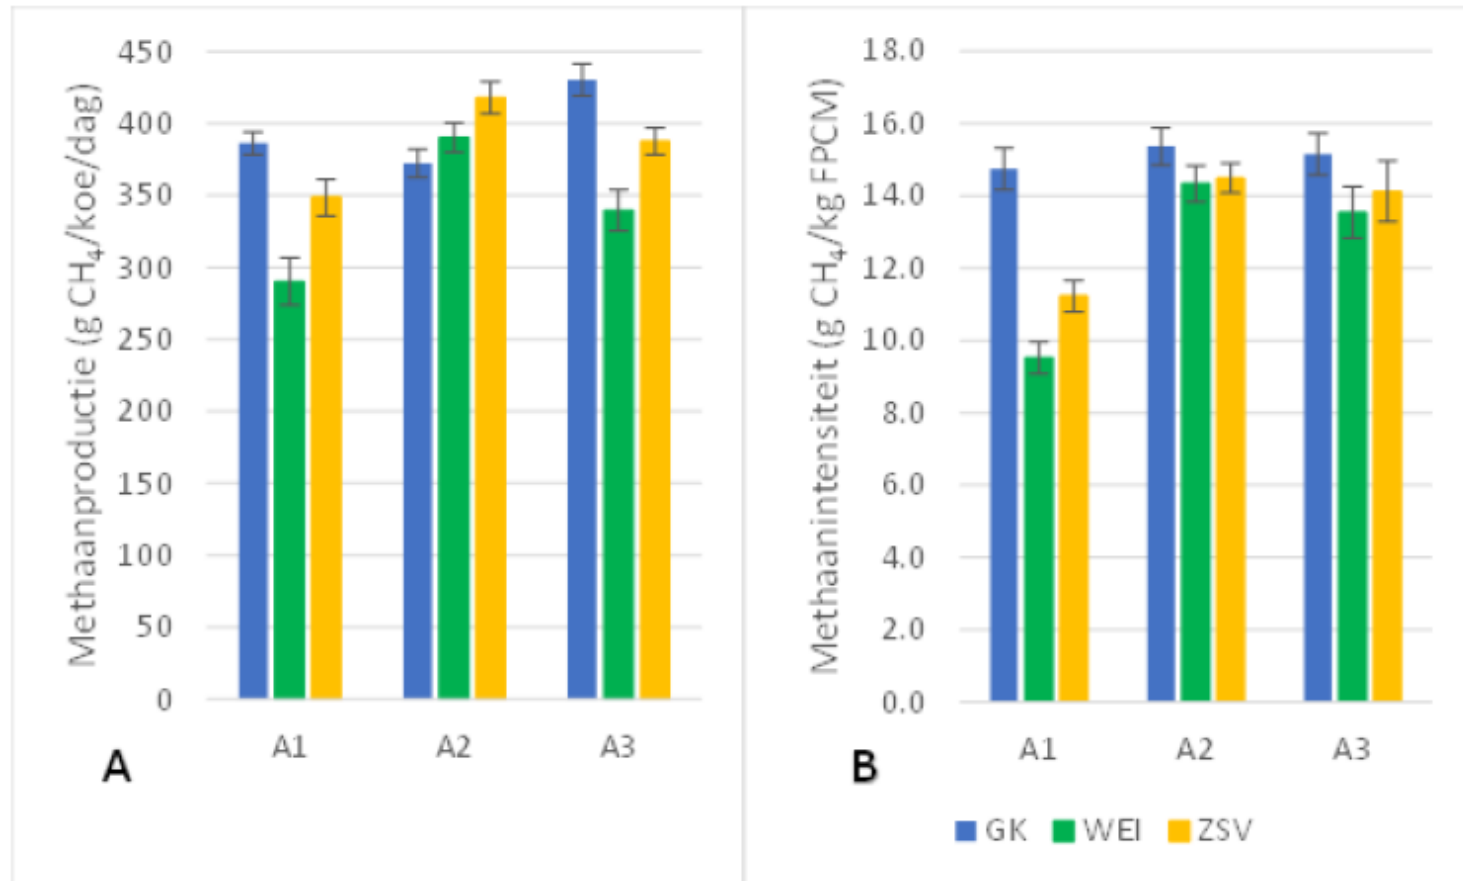 Methaanproductie (g CH₄/koe/dag)
450
400
350
300
250
200
150
100
50
0
A1 A2 A3
A
Methaanintensiteit (g CH₄/kg FPCM)
18.0
16.0
14.0
12.0
10.0
8.0
6.0
4.0
2.0
0.0
A1 A2 A3
B
GK WEI ZSV